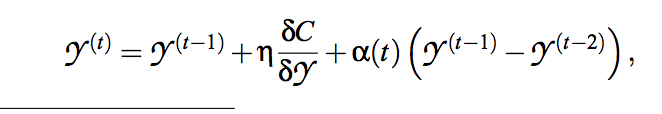 𝒴^(t) = 𝒴^(t−1) + η δC/δ𝒴 + α(t) (𝒴^(t−1) − 𝒴^(t−2)),